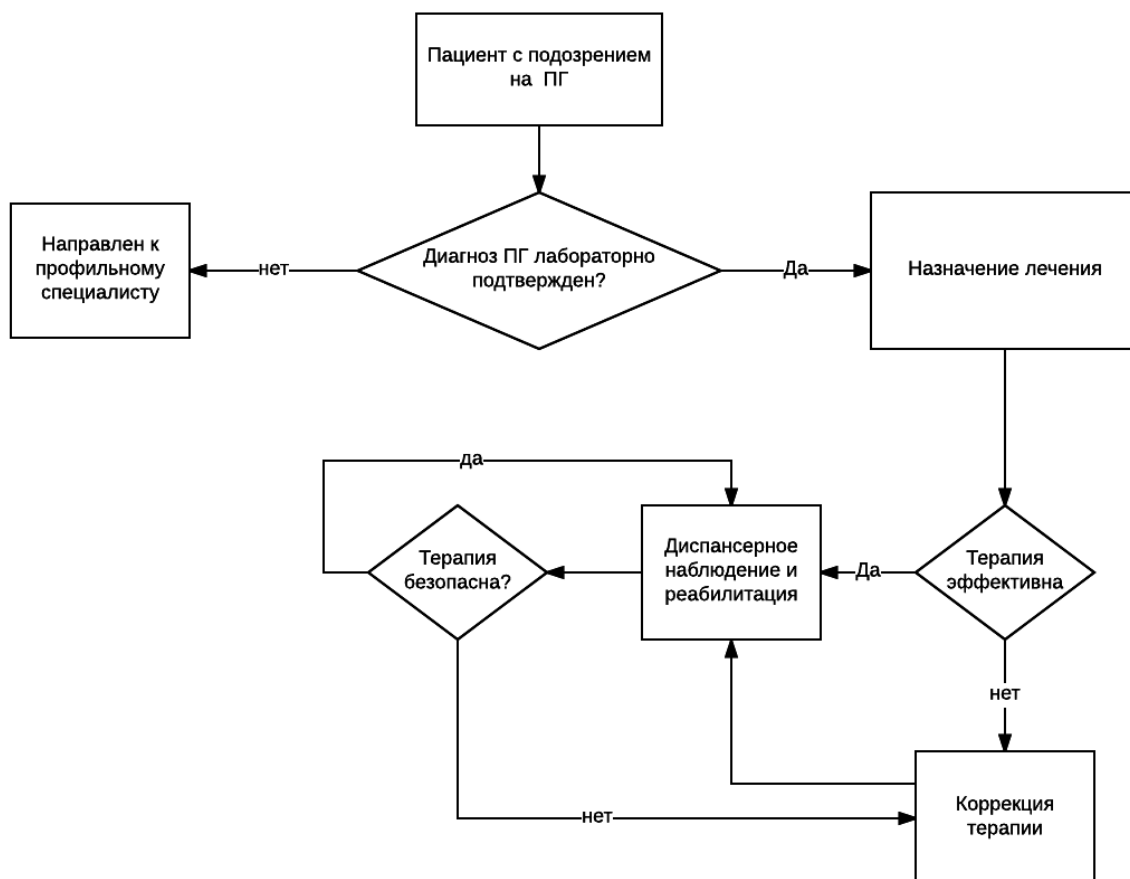 Пациент с подозрением
на ПГ
Направлен к
профильному
специалисту
нет
Диагноз ПГ лабораторно
подтвержден?
Да
Назначение лечения
да
Терапия
безопасна?
Диспансерное
наблюдение и
реабилитация
Да
Терапия
эффективна
нет
нет
Коррекция
терапии